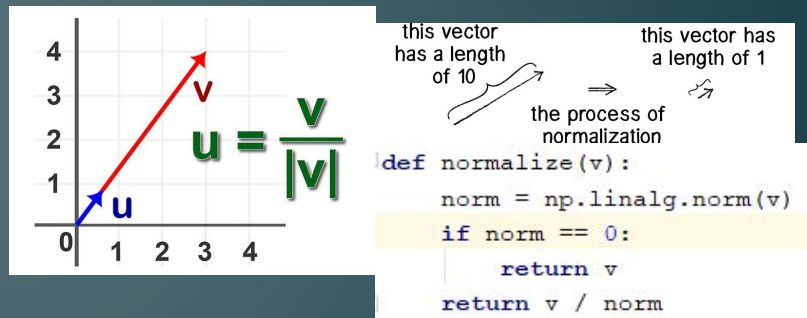 4
3
2
1
0
1 2 3 4
v
u
u = v
|v|
this vector
has a length
of 10
this vector has
a length of 1
the process of
normalization
def normalize(v):
norm = np.linalg.norm(v)
if norm == 0:
return v
return v / norm